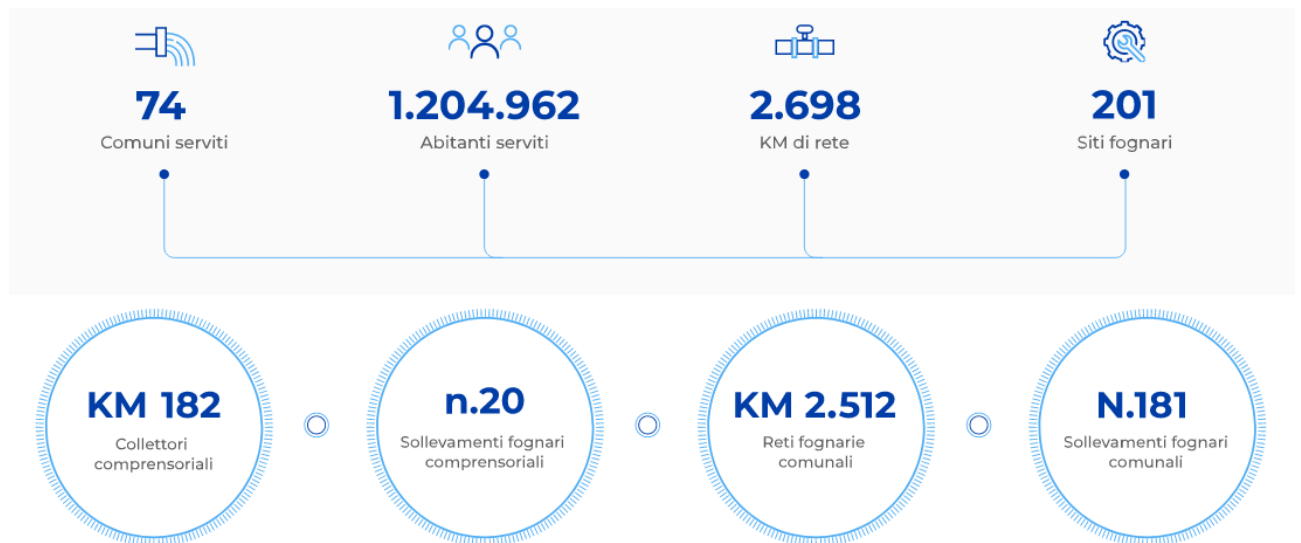 74
Comuni serviti
1.204.962
Abitanti serviti
2.698
KM di rete
201
Siti fognari
KM 182
Collettori
comprensoriali
n.20
Sollevamenti fognari
comprensoriali
KM 2.512
Reti fognarie
comunali
N.181
Sollevamenti fognari
comunali